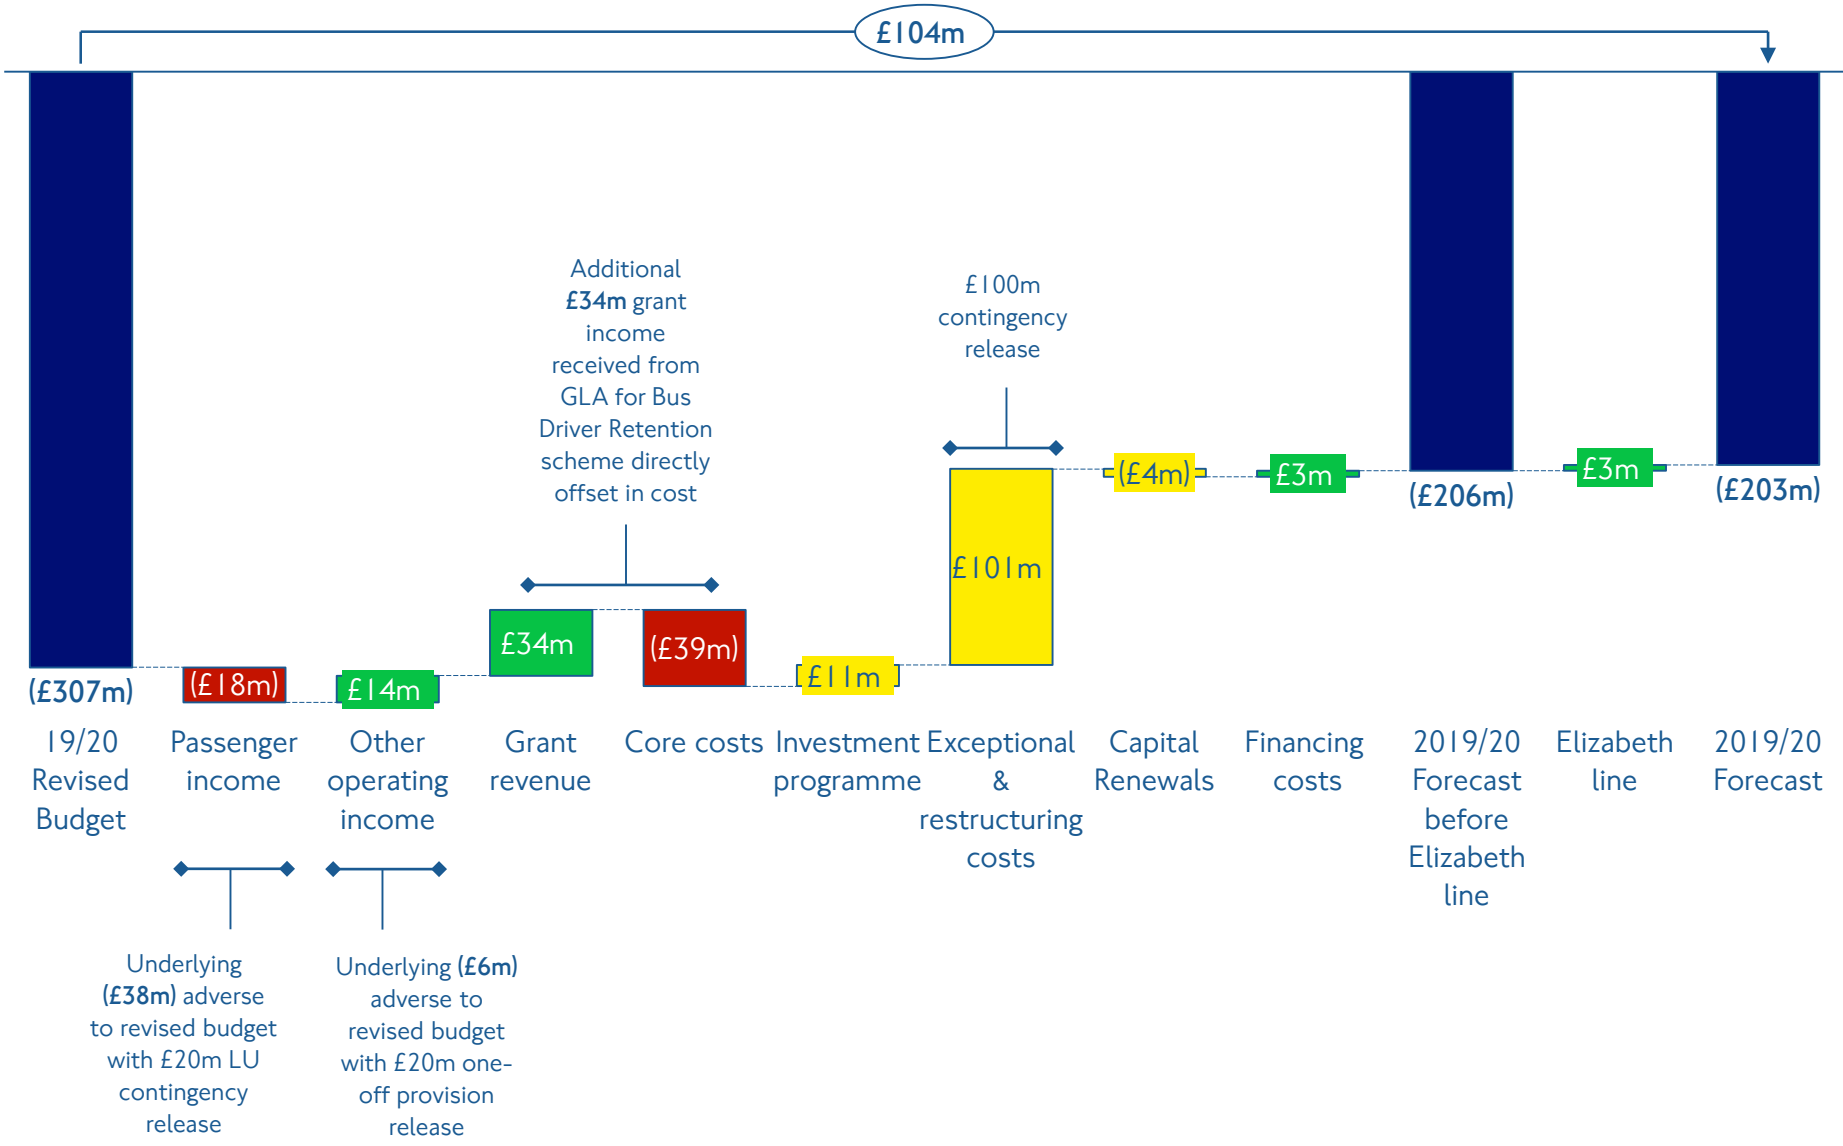 £104m
Additional
£34m grant
income
received from
GLA for Bus
Driver Retention
scheme directly
offset in cost
£100m
contingency
release
(£307m)
(£18m)
£14m
£34m
(£39m)
£11m
£101m
(£4m)
£3m
(£206m)
£3m
(£203m)
19/20
Revised
Budget
Passenger
income
Other
operating
income
Grant
revenue
Core costs
Investment
programme
Exceptional
&
restructuring
costs
Capital
Renewals
Financing
costs
2019/20
Forecast
before
Elizabeth
line
Elizabeth
line
2019/20
Forecast
Underlying
(£38m) adverse
to revised budget
with £20m LU
contingency
release
Underlying (£6m)
adverse to
revised budget
with £20m one-
off provision
release